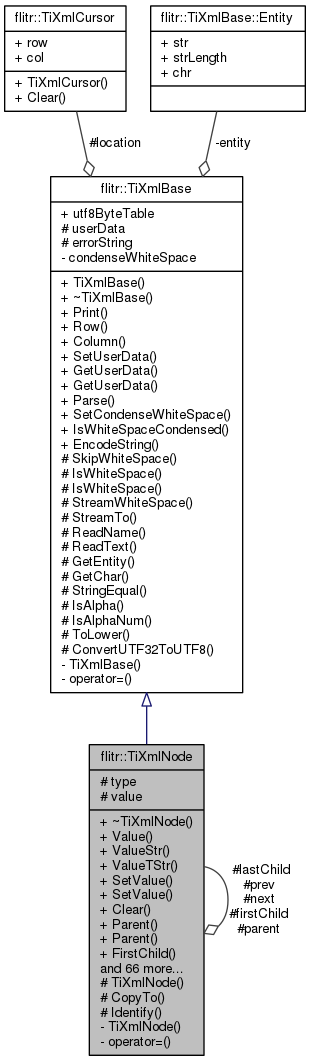 flitr::TiXmlCursor
+ row
+ col
+ TiXmlCursor()
+ Clear()
flitr::TiXmlBase::Entity
+ str
+ strLength
+ chr
#location
-entity
flitr::TiXmlBase
+ utf8ByteTable
# userData
# errorString
- condenseWhiteSpace
+ TiXmlBase()
+ ~TiXmlBase()
+ Print()
+ Row()
+ Column()
+ SetUserData()
+ GetUserData()
+ GetUserData()
+ Parse()
+ SetCondenseWhiteSpace()
+ IsWhiteSpaceCondensed()
+ EncodeString()
# SkipWhiteSpace()
# IsWhiteSpace()
# IsWhiteSpace()
# StreamWhiteSpace()
# StreamTo()
# ReadName()
# ReadText()
# GetEntity()
# GetChar()
# StringEqual()
# IsAlpha()
# IsAlphaNum()
# ToLower()
# ConvertUTF32ToUTF8()
- TiXmlBase()
- operator=()
flitr::TiXmlNode
# type
# value
+ ~TiXmlNode()
+ Value()
+ ValueStr()
+ ValueTStr()
+ SetValue()
+ SetValue()
+ Clear()
+ Parent()
+ Parent()
+ FirstChild()
and 66 more...
# TiXmlNode()
# CopyTo()
# Identify()
- TiXmlNode()
- operator=()
#lastChild
#prev
#next
#firstChild
#parent